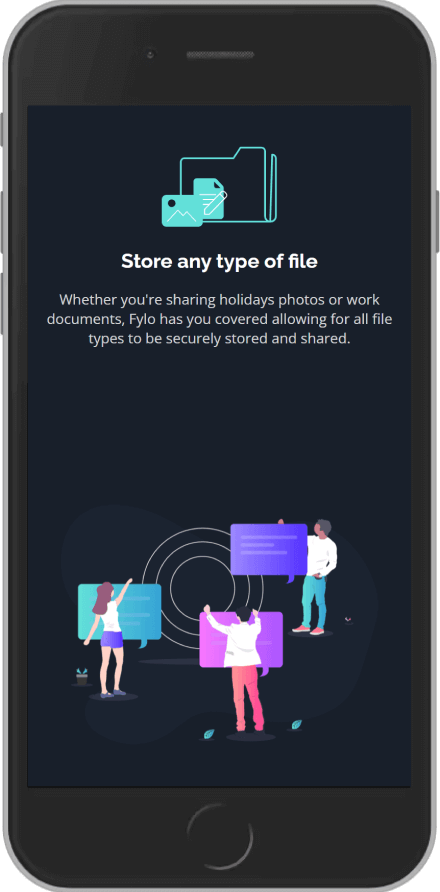 Store any type of file
Whether you're sharing holidays photos or work
documents, Fylo has you covered allowing for all file
types to be securely stored and shared.